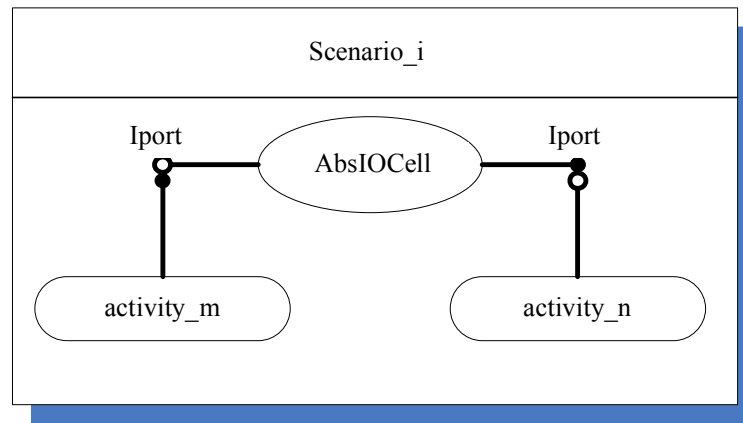 Scenario_i
Iport
Iport
AbsIOCell
activity_m
activity_n